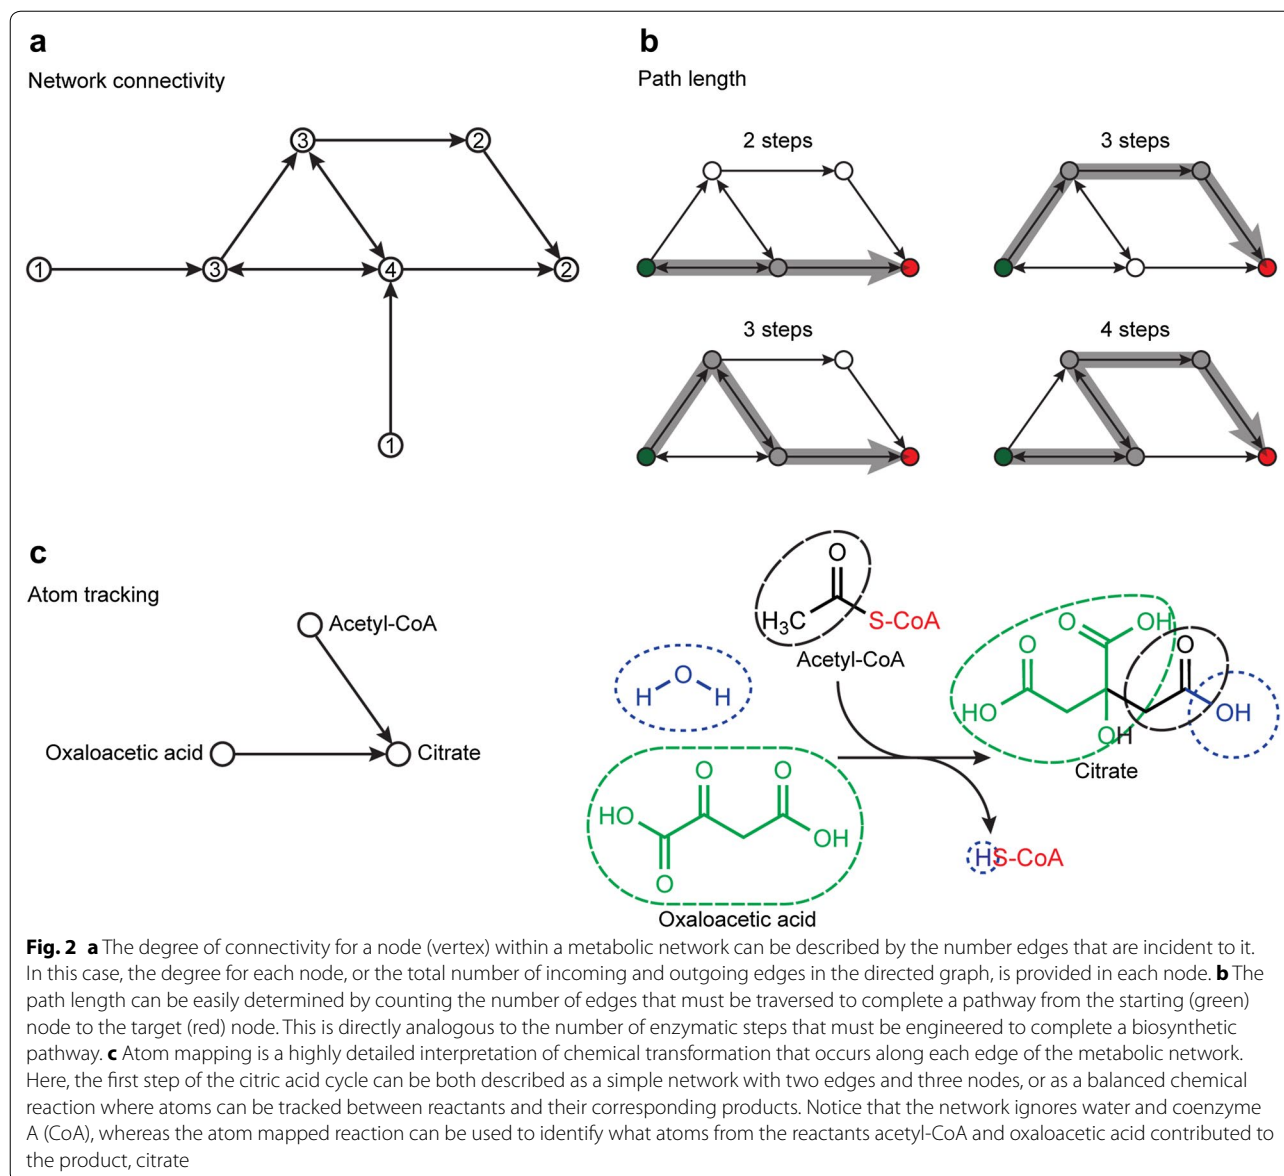 a
Network connectivity
3
2
1
3
4
2
1
b
Path length
2 steps
3 steps
3 steps
4 steps
c
Atom tracking
Acetyl-CoA
Oxaloacetic acid
Citrate
O
H3C
S-CoA
Acetyl-CoA
O
H
H
O
O
HO
OH
O
Oxaloacetic acid
O
OH
O
O
HO
OH
OH
Citrate
HS-CoA
Fig. 2 a The degree of connectivity for a node (vertex) within a metabolic network can be described by the number edges that are incident to it.
In this case, the degree for each node, or the total number of incoming and outgoing edges in the directed graph, is provided in each node. b The
path length can be easily determined by counting the number of edges that must be traversed to complete a pathway from the starting (green)
node to the target (red) node. This is directly analogous to the number of enzymatic steps that must be engineered to complete a biosynthetic
pathway. c Atom mapping is a highly detailed interpretation of chemical transformation that occurs along each edge of the metabolic network.
Here, the first step of the citric acid cycle can be both described as a simple network with two edges and three nodes, or as a balanced chemical
reaction where atoms can be tracked between reactants and their corresponding products. Notice that the network ignores water and coenzyme
A (CoA), whereas the atom mapped reaction can be used to identify what atoms from the reactants acetyl-CoA and oxaloacetic acid contributed to
the product, citrate